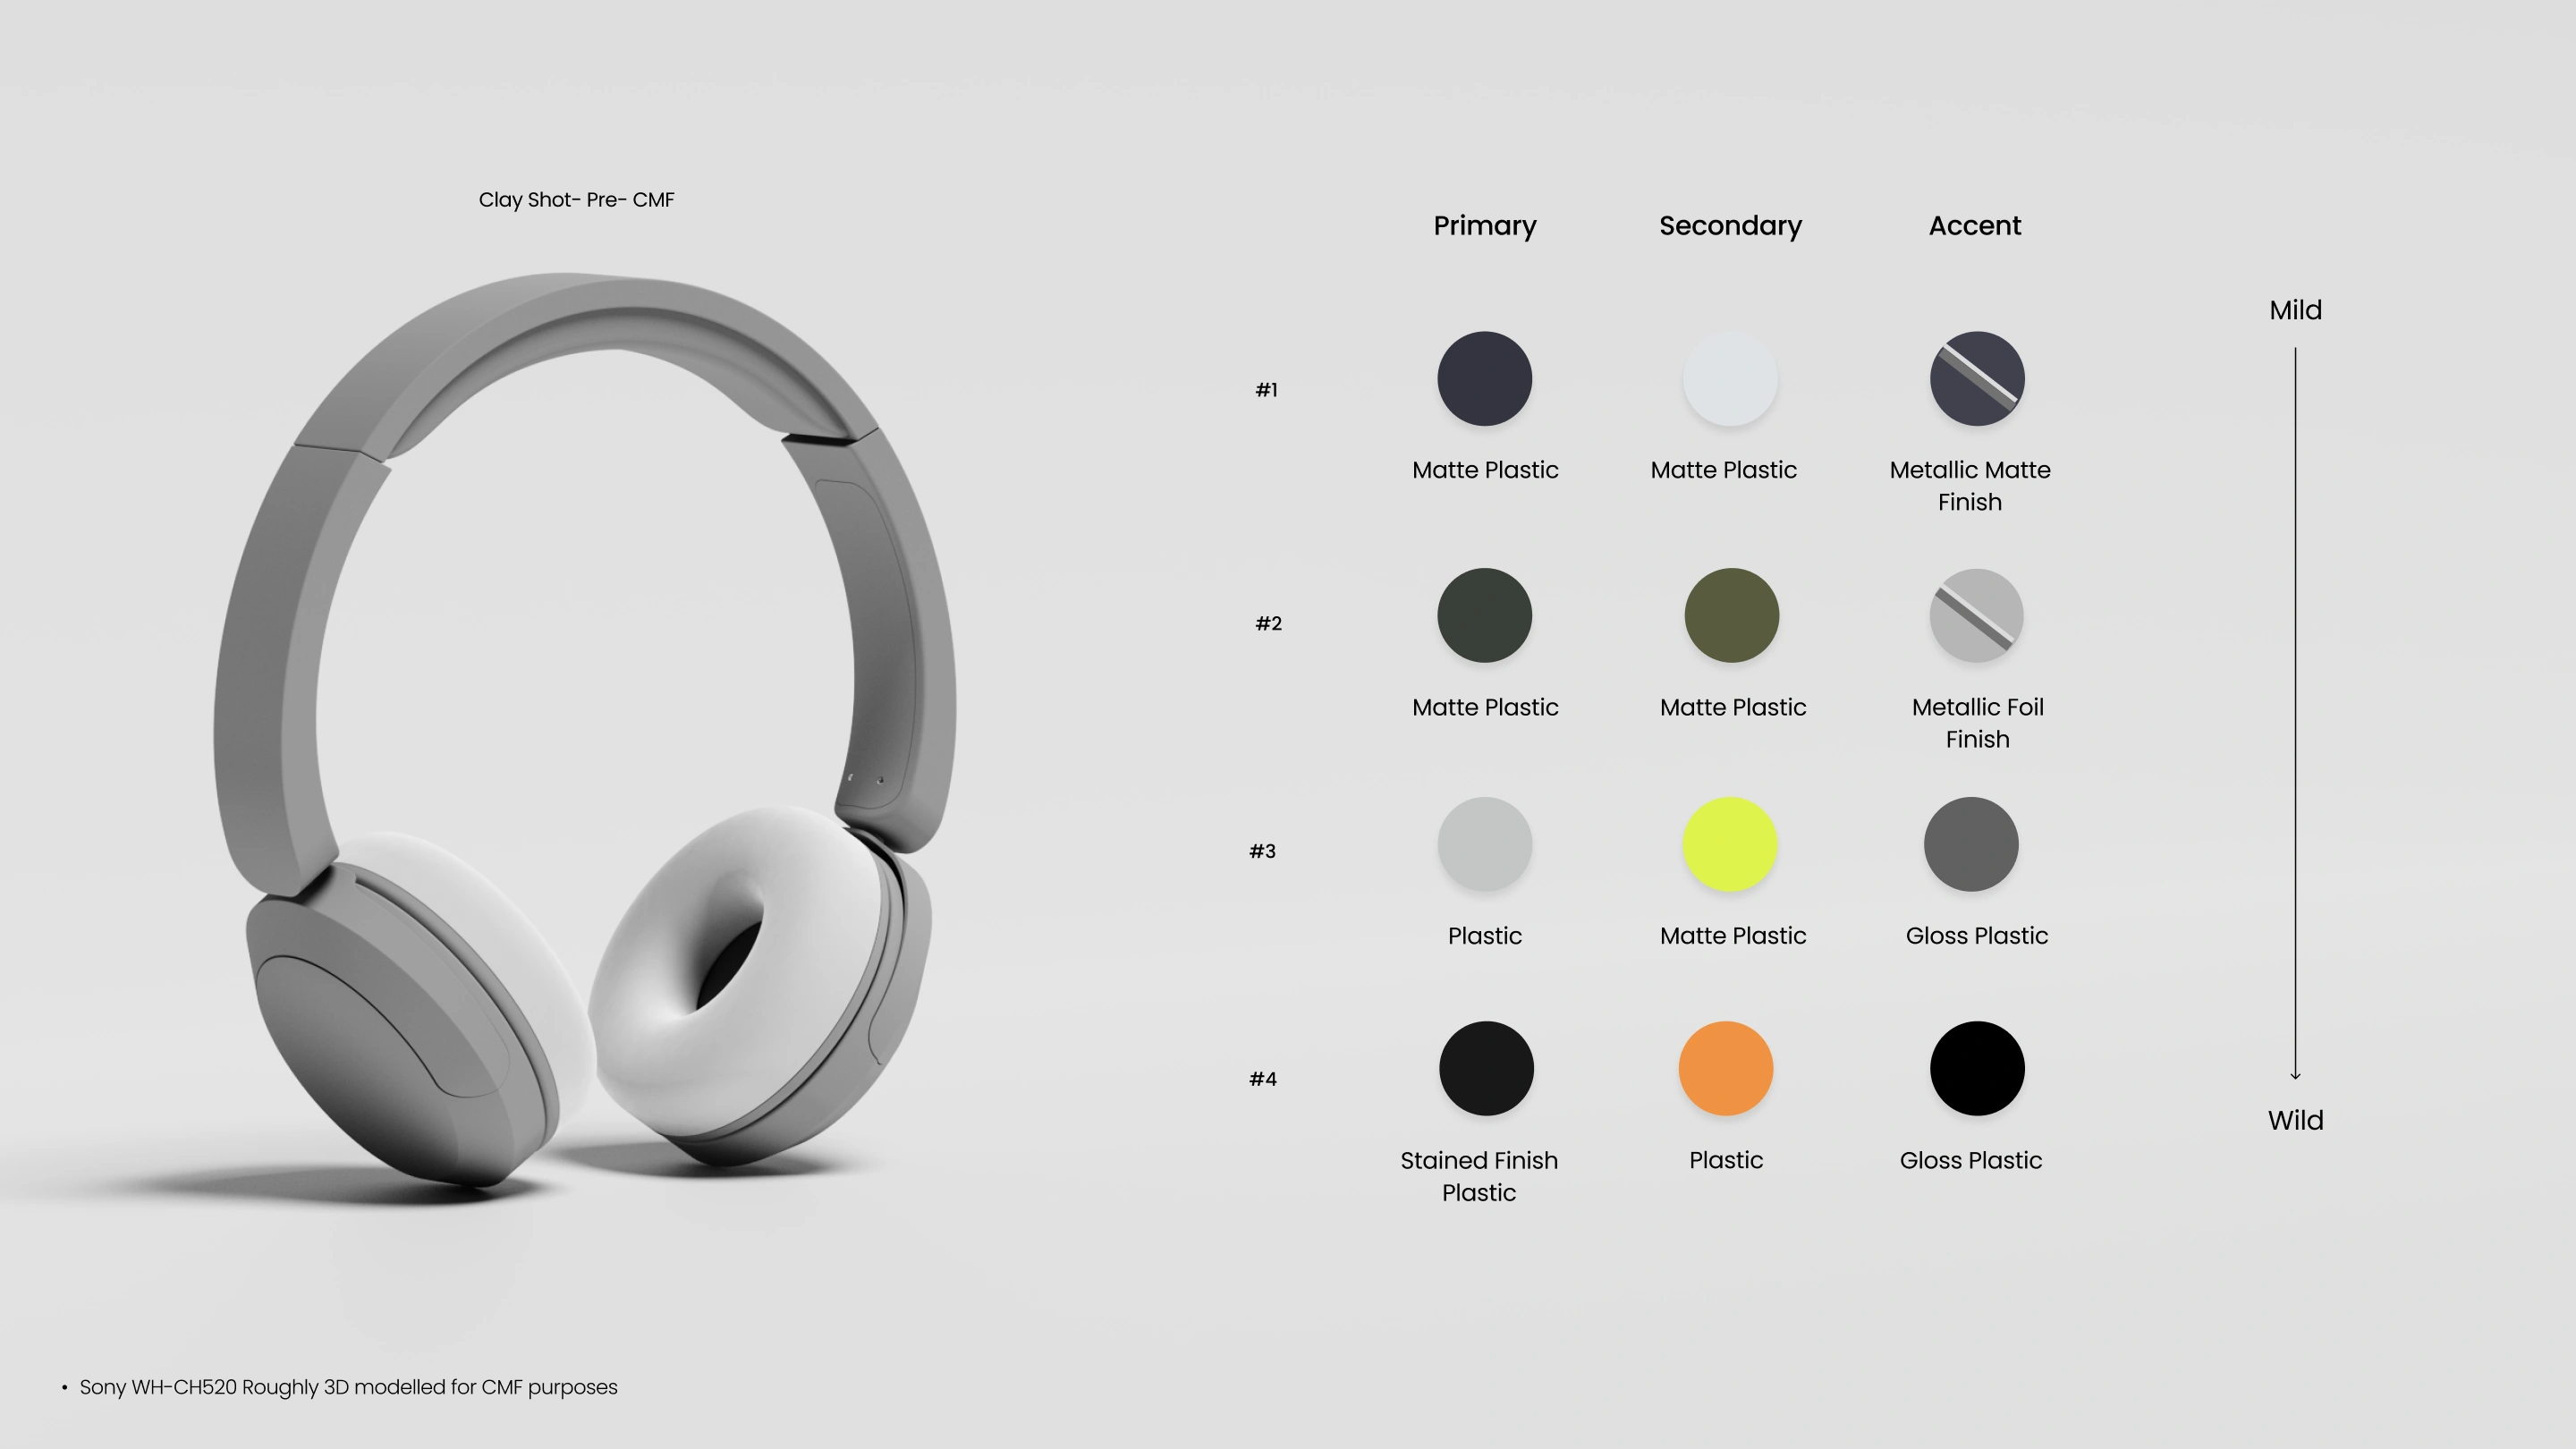 Clay Shot- Pre- CMF
Primary
Secondary
Accent
Mild
#1
Matte Plastic
Matte Plastic
Metallic Matte
Finish
#2
Matte Plastic
Matte Plastic
Metallic Foil
Finish
#3
Plastic
Matte Plastic
Gloss Plastic
#4
Stained Finish
Plastic
Plastic
Gloss Plastic
Wild
• Sony WH-CH520 Roughly 3D modelled for CMF purposes